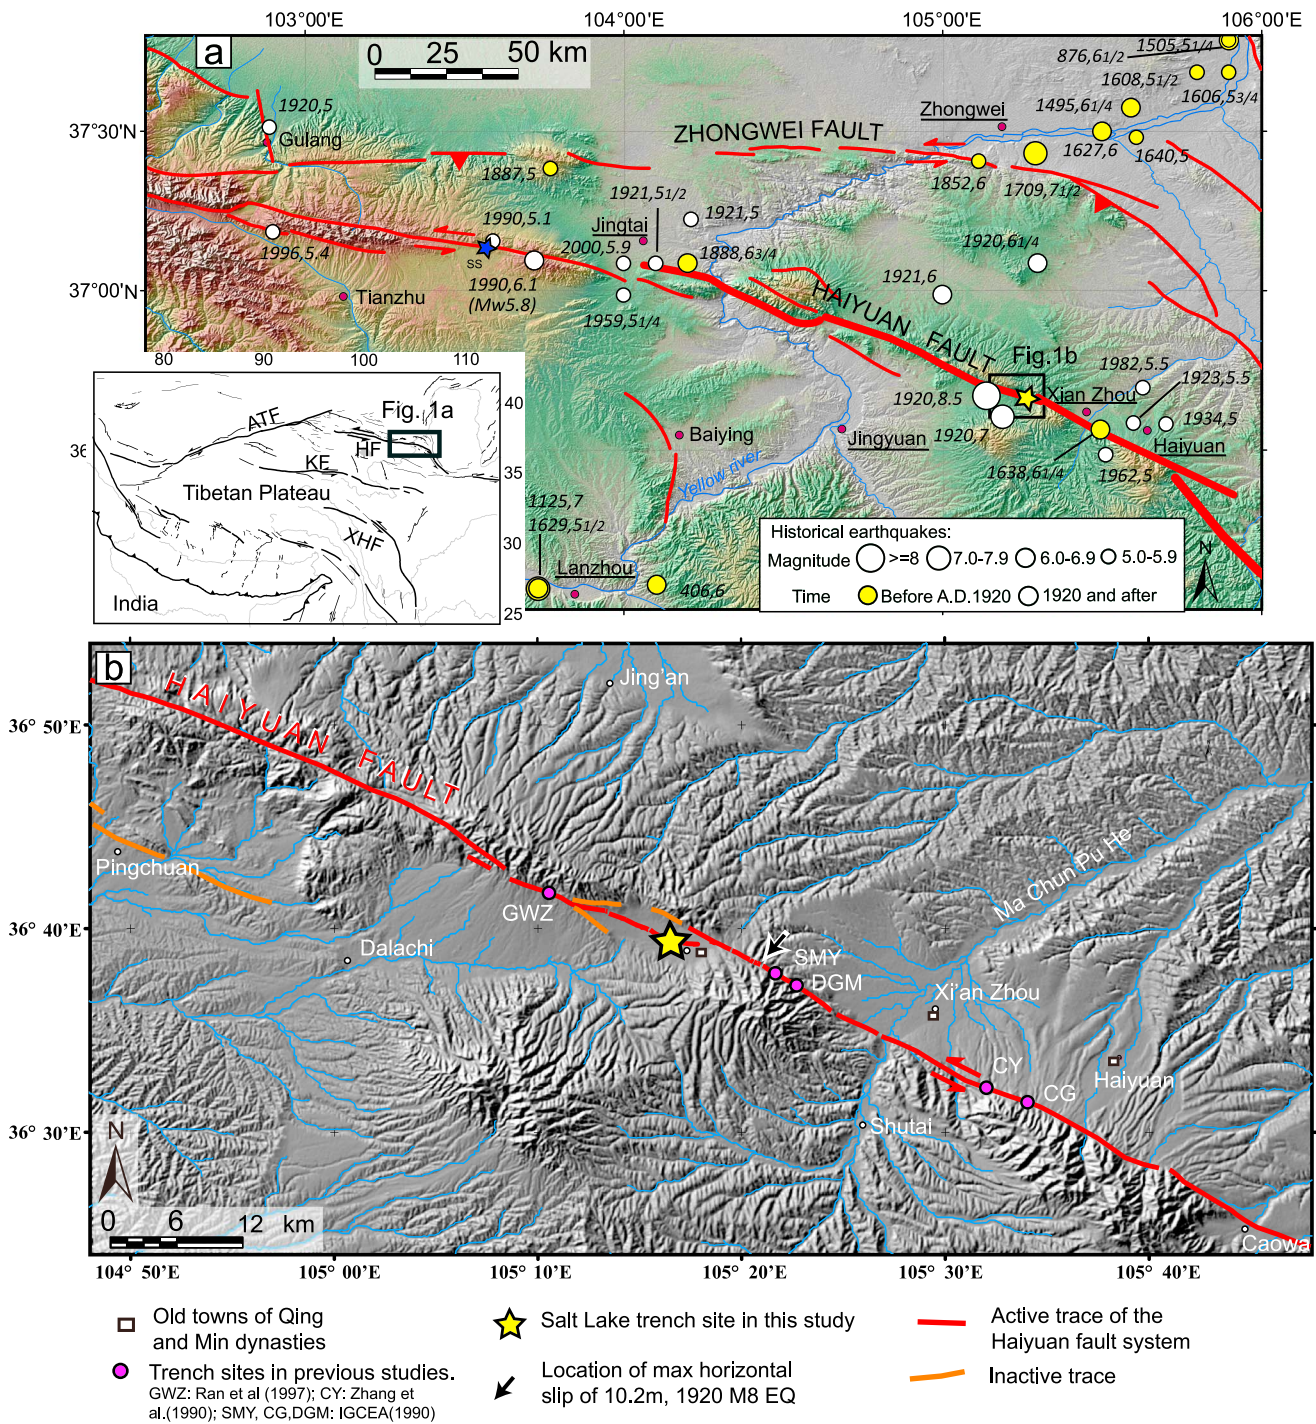 103°00'E
104°00'E
105°00'E
106°00'E
a
0 25 50 km
1505,51/4
876,61/2
1608,51/2
1606,53/4
1920,5
Zhongwei
1495,61/4
37°30'N
Gulang
ZHONGWEI FAULT
1627,6
1640,5
1887,5
1852,6
1709,71/2
1921,51/2
1990,5.1
Jingtai
1921,5
1996,5.4
2000,5.9
1888,63/4
1920,61/4
ss
1990,6.1
(Mw5.8)
1921,6
37°00'N
Tianzhu
1959,51/4
HAIYUAN FAULT
Fig.1b
1982,5.5
1923,5.5
80 90 100 110
Xian Zhou
1920,8.5
1934,5
40
Fig. 1a
ATF
HF
1920,7
Baiying
Jingyuan
Haiyuan
36
KF
35
1638,61/4
1962,5
Tibetan Plateau
Yellow river
1125,7
1629,51/2
XHF
30
Historical earthquakes:
Magnitude >=8 7.0-7.9 6.0-6.9 5.0-5.9
N
Lanzhou
406,6
Time Before A.D.1920 1920 and after
India
25
b
HAIYUAN FAULT
Jing'an
36° 50'E
Pingchuan
Ma Chun Pu He
GWZ
36° 40'E
Dalachi
SMY
DGM
Xi'an Zhou
CY
Haiyuan
CG
36° 30'E
N
Shutai
0 6 12 km
Caowa
104° 50'E
105° 00'E
105° 10'E
105° 20'E
105° 30'E
105° 40'E
Old towns of Qing
and Min dynasties
Salt Lake trench site in this study
Active trace of the
Haiyuan fault system
Trench sites in previous studies.
GWZ: Ran et al (1997); CY: Zhang et
al.(1990); SMY, CG,DGM: IGCEA(1990)
Location of max horizontal
slip of 10.2m, 1920 M8 EQ
Inactive trace